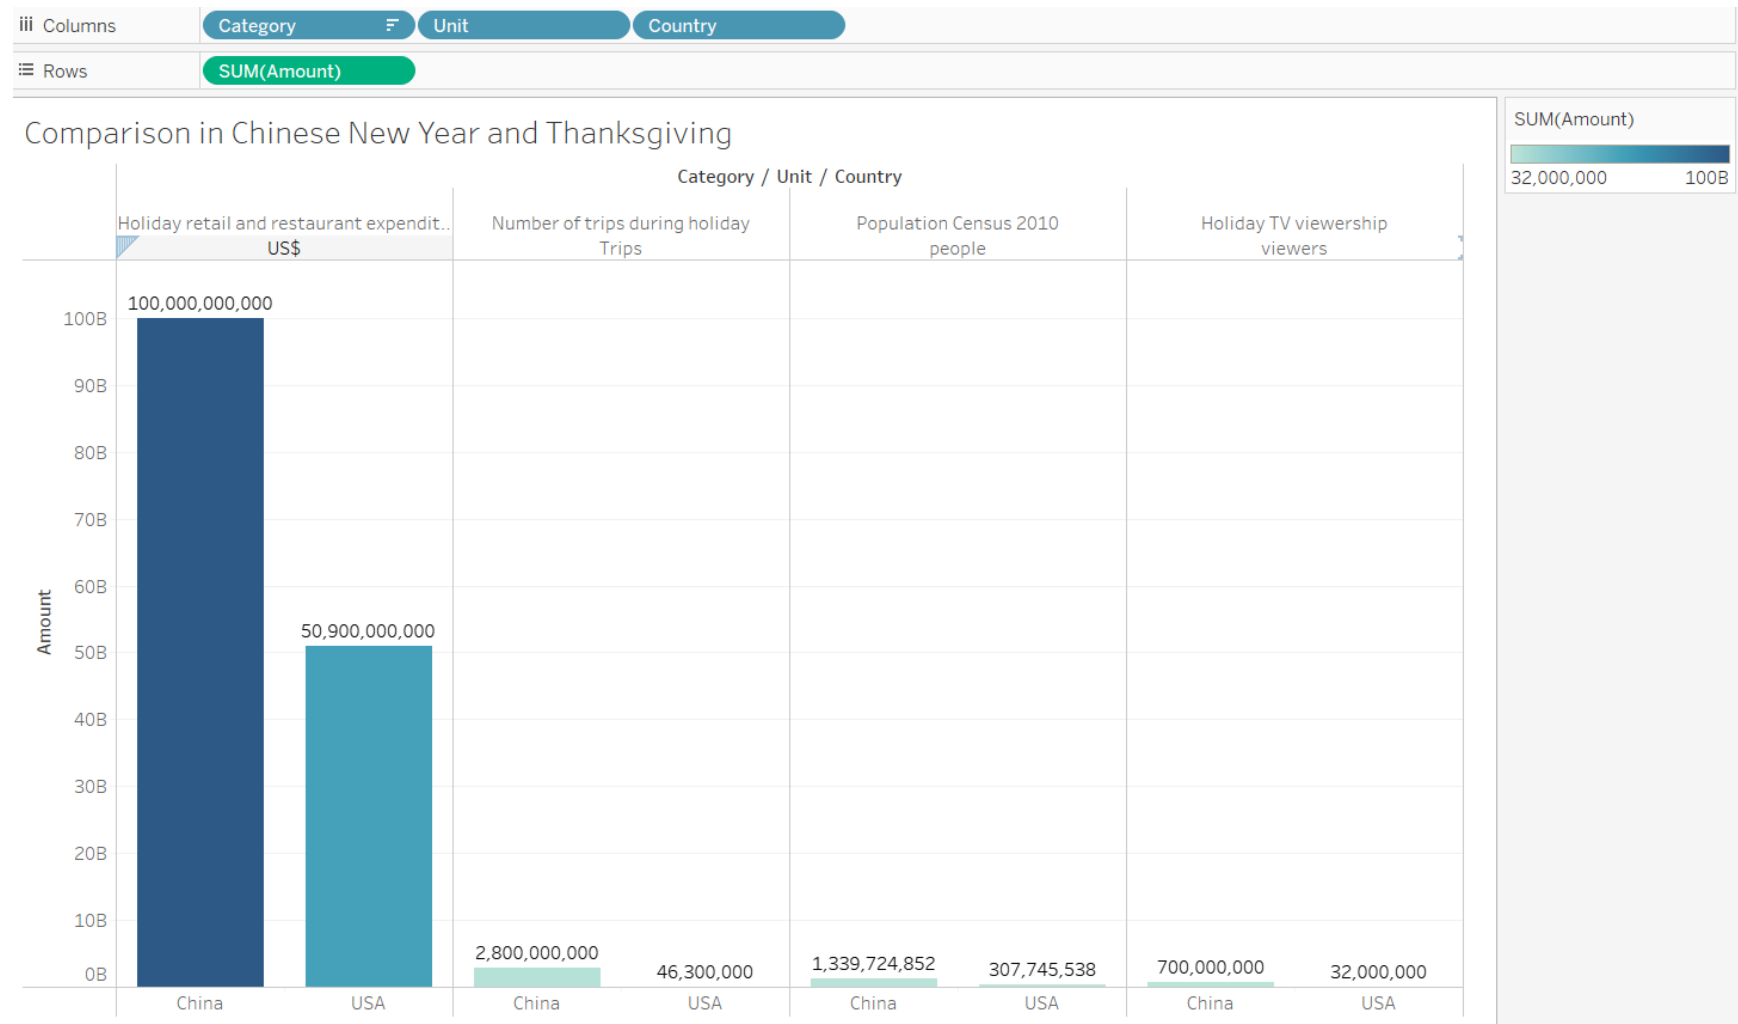 Columns Category Unit Country
Rows SUM(Amount)
Comparison in Chinese New Year and Thanksgiving
SUM(Amount)
32,000,000 100B
Category / Unit / Country
Holiday retail and restaurant expendit.. Number of trips during holiday Population Census 2010 Holiday TV viewership
US$ Trips people viewers
100,000,000,000
100B
90B
80B
70B
60B
50,900,000,000
50B
Amount
40B
30B
20B
10B
2,800,000,000 46,300,000 1,339,724,852 307,745,538 700,000,000 32,000,000
0B
China USA China USA China USA China USA